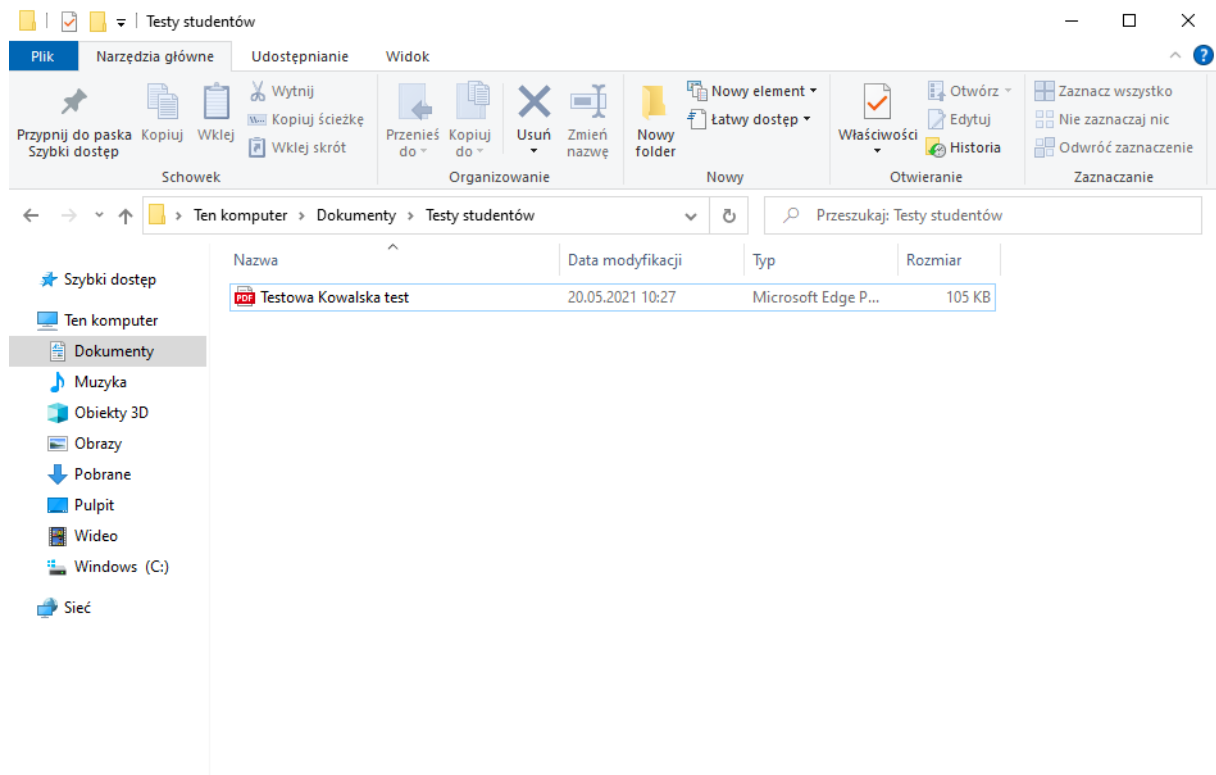 Testy studentów
Plik Narzędzia główne Udostępnianie Widok
Przypnij do paska Szybki dostęp
Kopiuj
Wklej
Wytnij
Kopiuj ścieżkę
Wklej skrót
Schowek
Przenieś do
Kopiuj do
Usuń
Zmień nazwę
Organizowanie
Nowy folder
Nowy element
Łatwy dostęp
Nowy
Właściwości
Otwórz
Edytuj
Historia
Otwieranie
Zaznacz wszystko
Nie zaznaczaj nic
Odwróć zaznaczenie
Zaznaczanie
Ten komputer > Dokumenty > Testy studentów
Przeszukaj: Testy studentów
Szybki dostęp
Ten komputer
Dokumenty
Muzyka
Obiekty 3D
Obrazy
Pobrane
Pulpit
Wideo
Windows (C:)
Sieć
Nazwa Data modyfikacji Typ Rozmiar
PDF Testowa Kowalska test 20.05.2021 10:27 Microsoft Edge P... 105 KB